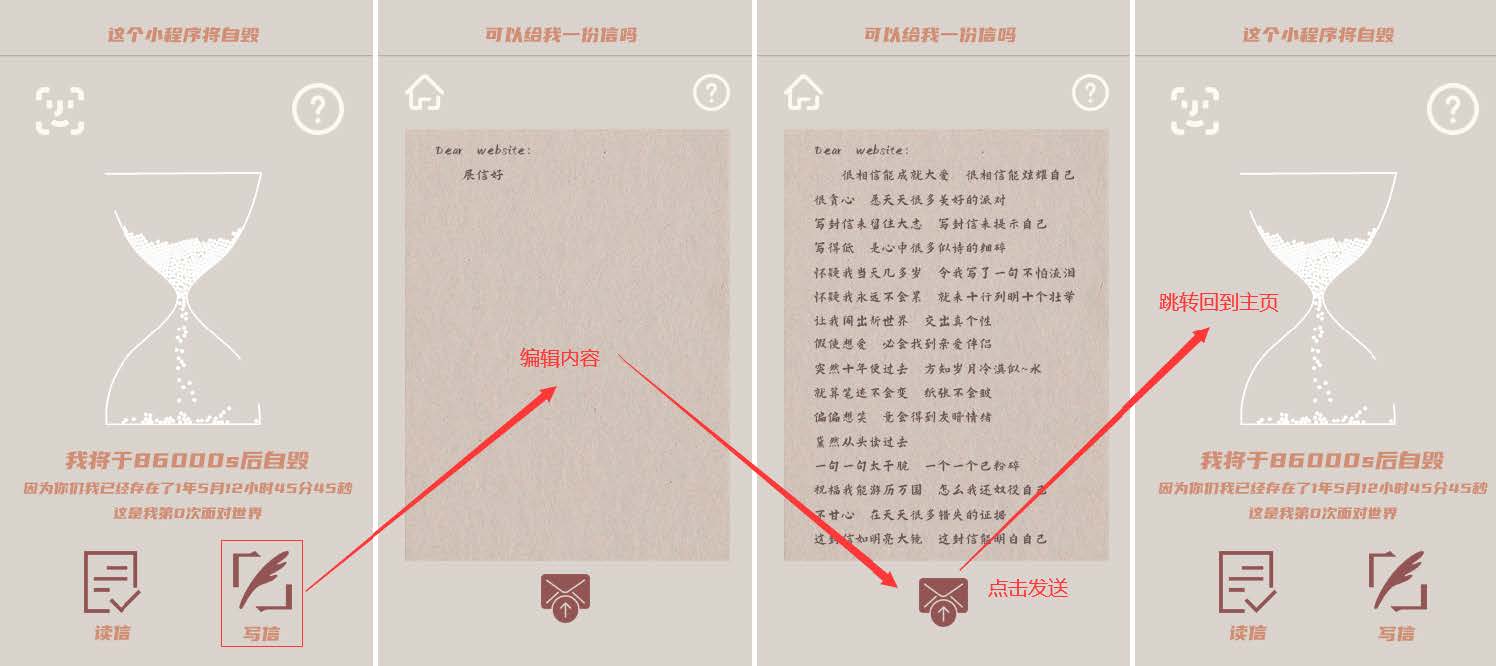 这个小程序将自毁
我将于86000s后自毁
因为你们我已经存在了1年5月12小时45分45秒
这是我第0次面对世界
读信
写信
可以给我一份信吗
Dear website:
展信好
编辑内容
可以给我一份信吗
Dear website:
很相信能成就大爱 很相信能炫耀自己
很贪心 愿天天很多美好的派对
写封信来留住大志 写封信来提示自己
写得低 是心中很多似诗的细碎
怀疑我当天几多岁 令我写了一句不怕流泪
怀疑我永远不会累 就来十行列明十个壮举
让我闯出新世界 交出真个性
假使想爱 必会找到亲爱伴侣
突然十年便过去 方知岁月冷滇似~水
就算笔迹不会变 纸张不会皱
偏偏想笑 竟会得到灰暗情绪
蓦然从头读过去
一句一句太干脆 一个一个已粉碎
祝福我能游历万国 怎么我还奴役自己
不甘心 在天天很多错失的证据
这封信如明亮大镜 这封信能明白自己
点击发送
这个小程序将自毁
跳转回到主页
我将于86000s后自毁
因为你们我已经存在了1年5月12小时45分45秒
这是我第0次面对世界
读信
写信